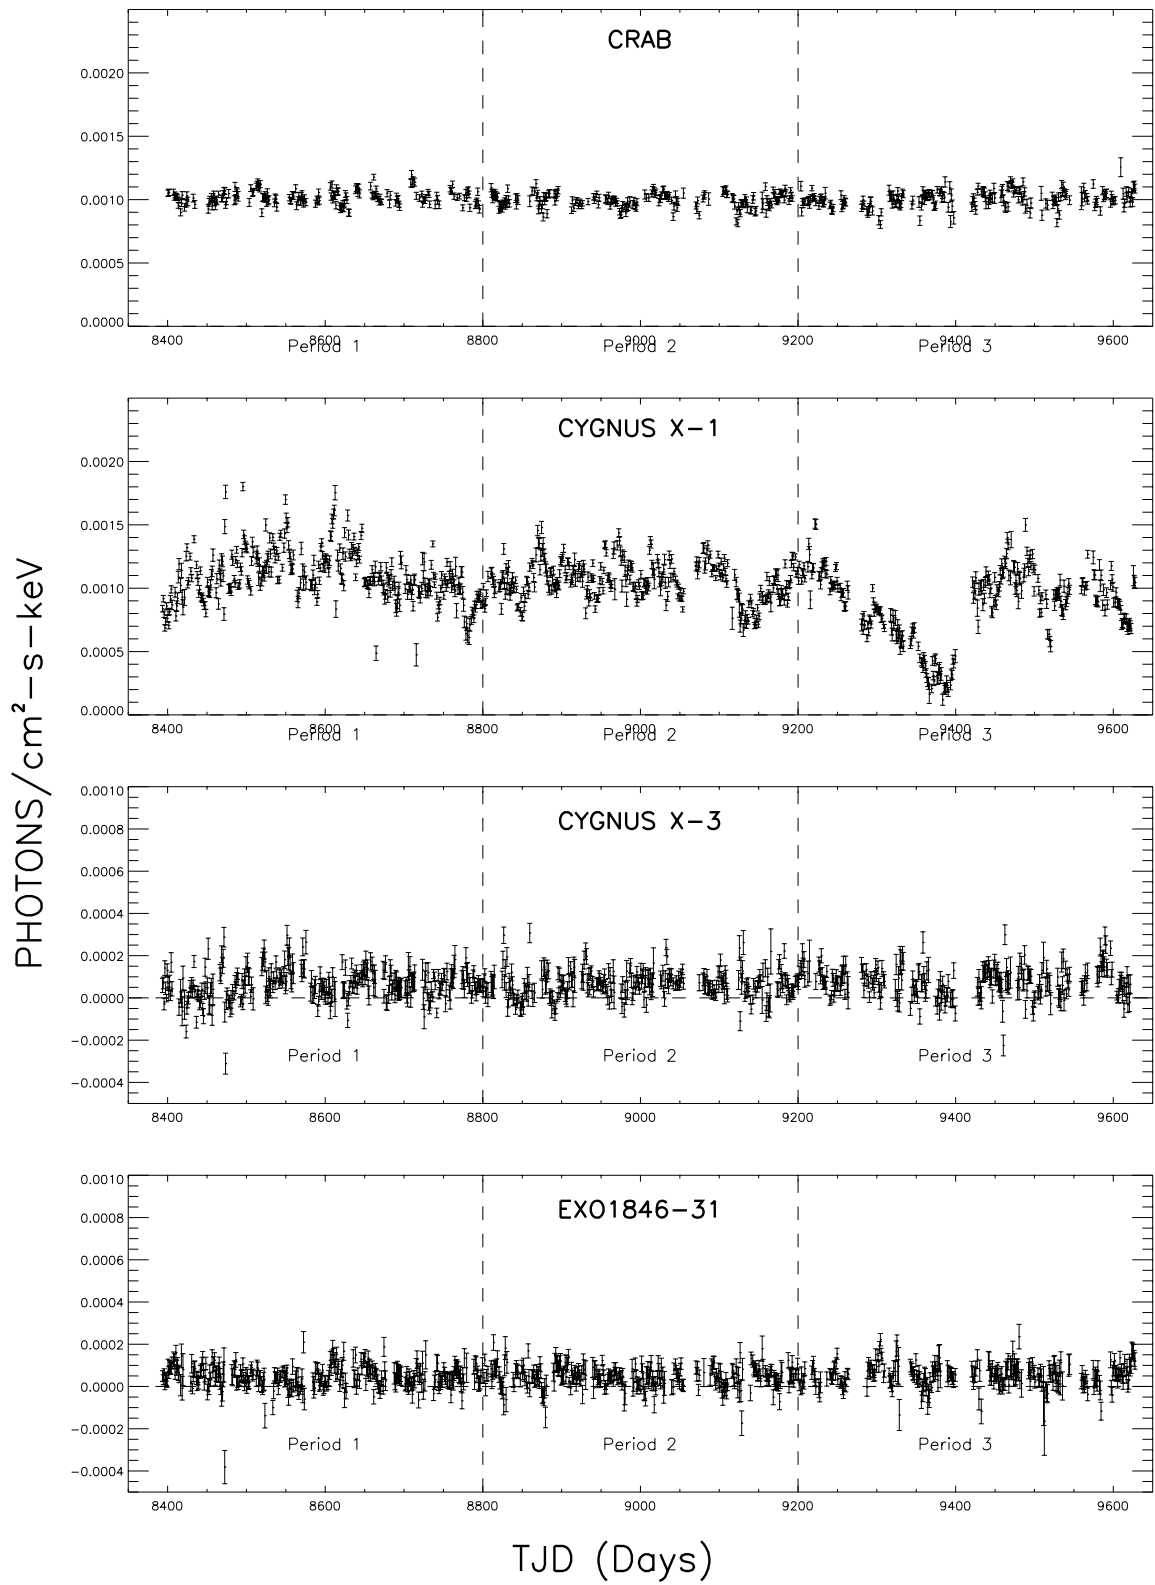 PHOTONS/cm²-s-keV
CRAB
0.0020
0.0015
0.0010
0.0005
0.0000
8400 8600 8800 9000 9200 9400 9600
Period 1 Period 2 Period 3
CYGNUS X-1
0.0020
0.0015
0.0010
0.0005
0.0000
8400 8600 8800 9000 9200 9400 9600
Period 1 Period 2 Period 3
CYGNUS X-3
0.0010
0.0008
0.0006
0.0004
0.0002
0.0000
-0.0002
-0.0004
Period 1 Period 2 Period 3
8400 8600 8800 9000 9200 9400 9600
EXO1846-31
0.0010
0.0008
0.0006
0.0004
0.0002
0.0000
-0.0002
-0.0004
Period 1 Period 2 Period 3
8400 8600 8800 9000 9200 9400 9600
TJD (Days)